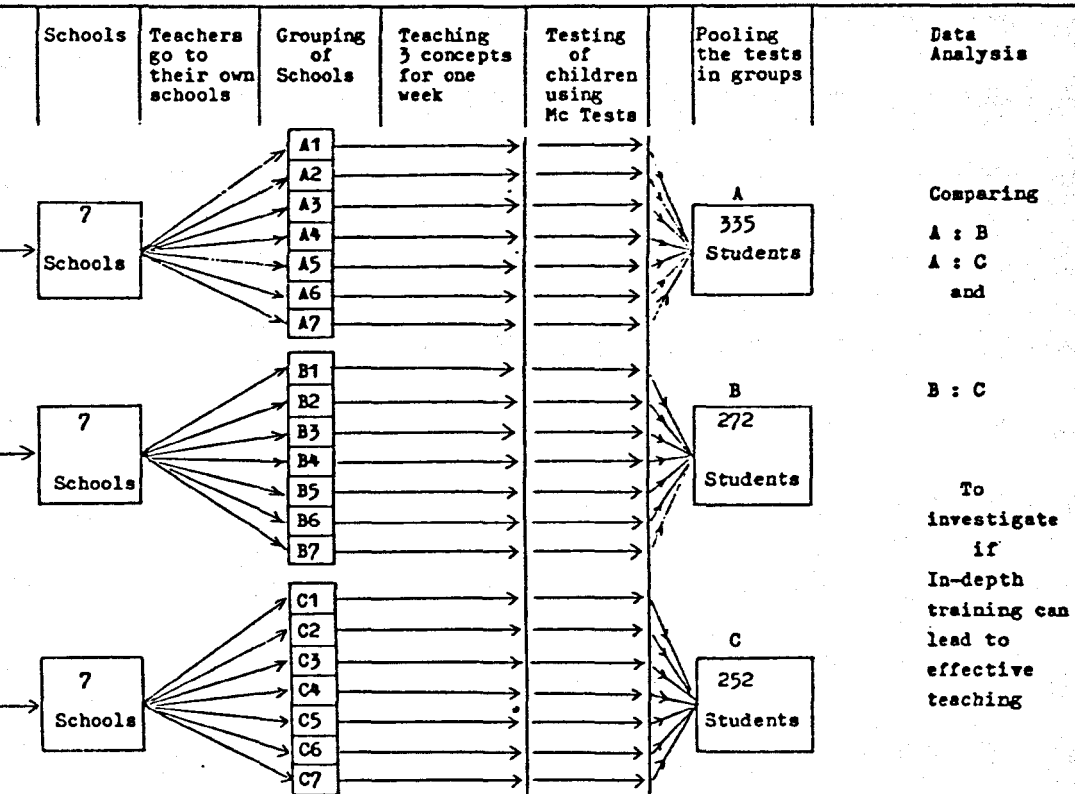 Schools
Teachers
go to
their own
schools
Grouping
of
Schools
Teaching
3 concepts
for one
week
Testing
of
children
using
Mc Tests
Pooling
the tests
in groups
Data
Analysis
7
Schools
A1
A2
A3
A4
A5
A6
A7
A
335
Students
Comparing
A : B
A : C
and
7
Schools
B1
B2
B3
B4
B5
B6
B7
B
272
Students
B : C
7
Schools
C1
C2
C3
C4
C5
C6
C7
C
252
Students
To
investigate
if
In-depth
training can
lead to
effective
teaching